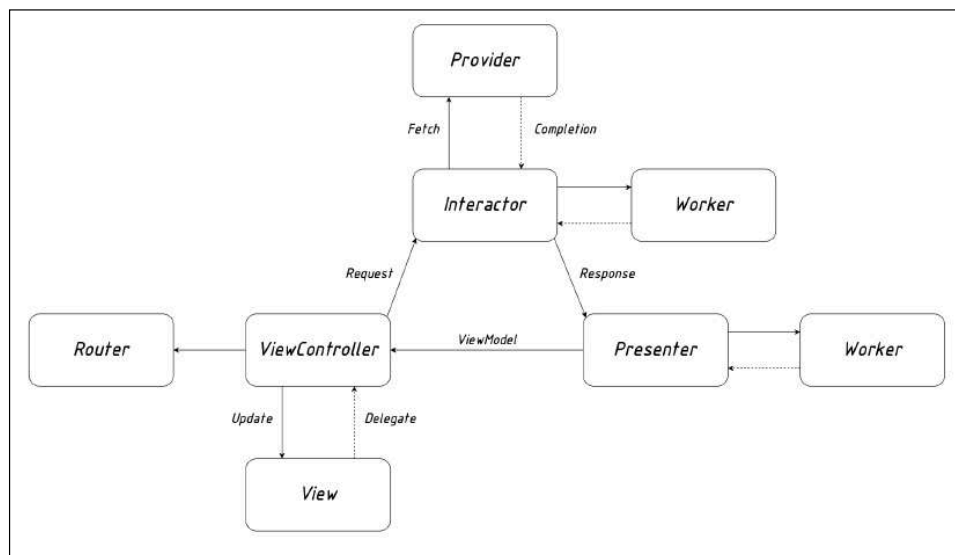 Provider
Fetch
Completion
Interactor
Worker
Request
Response
Router
ViewController
ViewModel
Presenter
Worker
Update
Delegate
View